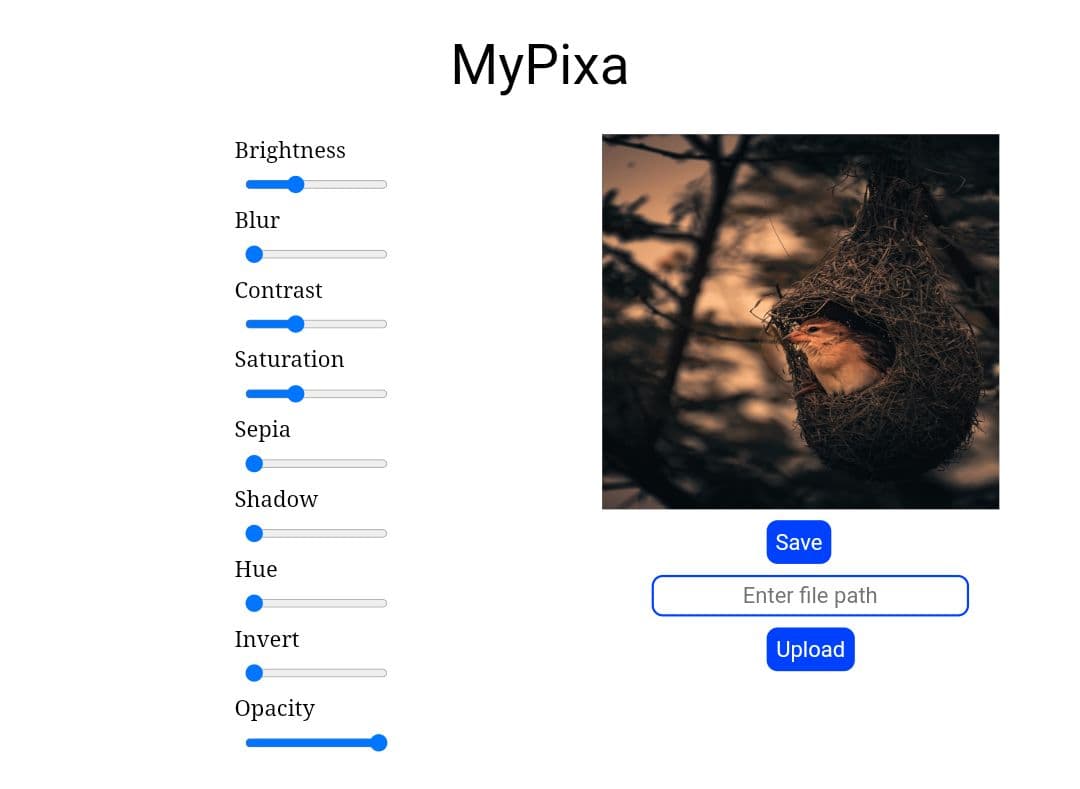 MyPixa
Brightness
Blur
Contrast
Saturation
Sepia
Shadow
Hue
Invert
Opacity
Save
Enter file path
Upload